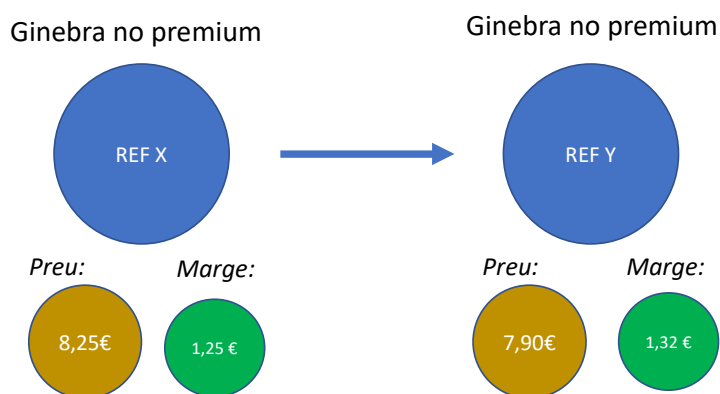 Ginebra no premium
REF X
Preu:
Marge:
8,25€
1,25 €
Ginebra no premium
REF Y
Preu:
Marge:
7,90€
1,32 €